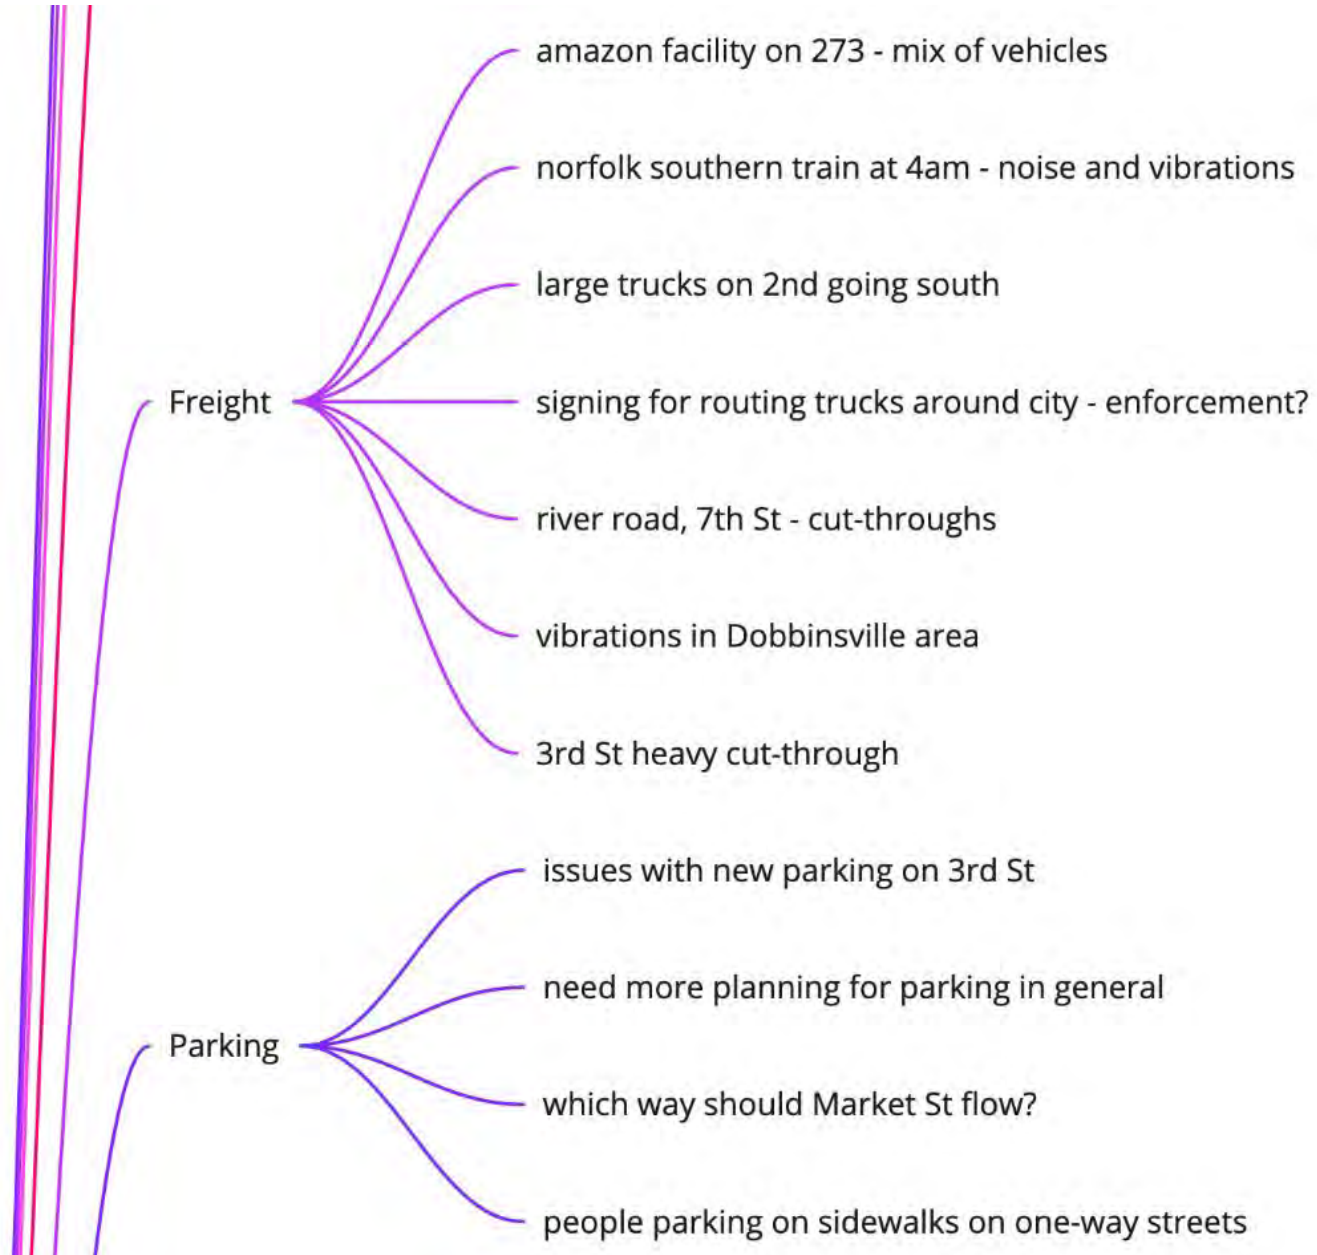 amazon facility on 273 - mix of vehicles
norfolk southern train at 4am - noise and vibrations
large trucks on 2nd going south
Freight
signing for routing trucks around city - enforcement?
river road, 7th St - cut-throughs
vibrations in Dobbinsville area
3rd St heavy cut-through
issues with new parking on 3rd St
need more planning for parking in general
Parking
which way should Market St flow?
people parking on sidewalks on one-way streets